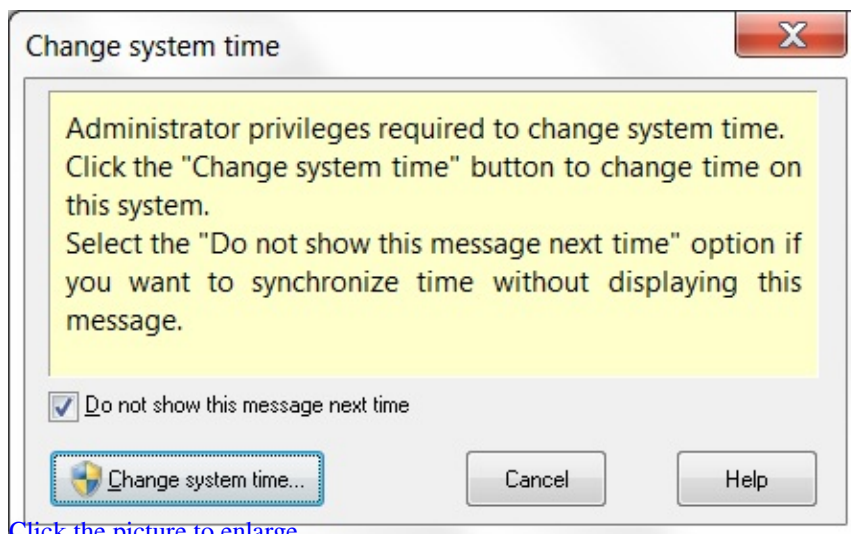 Change system time
Administrator privileges required to change system time.
Click the "Change system time" button to change time on
this system.
Select the "Do not show this message next time" option if
you want to synchronize time without displaying this
message.
Do not show this message next time
Change system time...
Cancel
Help
Click the picture to enlarge